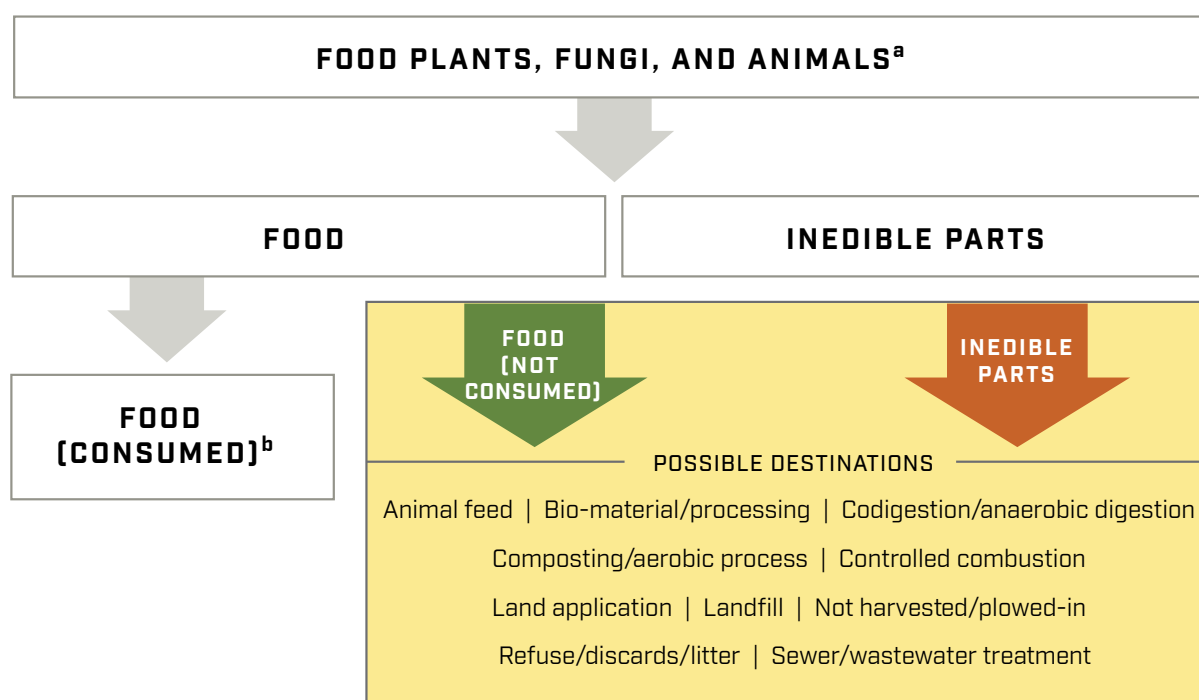 FOOD PLANTS, FUNGI, AND ANIMALSᵃ
FOOD
INEDIBLE PARTS
FOOD
(CONSUMED)ᵇ
FOOD
(NOT
CONSUMED)
INEDIBLE
PARTS
POSSIBLE DESTINATIONS
Animal feed | Bio-material/processing | Codigestion/anaerobic digestion
Composting/aerobic process | Controlled combustion
Land application | Landfill | Not harvested/plowed-in
Refuse/discards/litter | Sewer/wastewater treatment